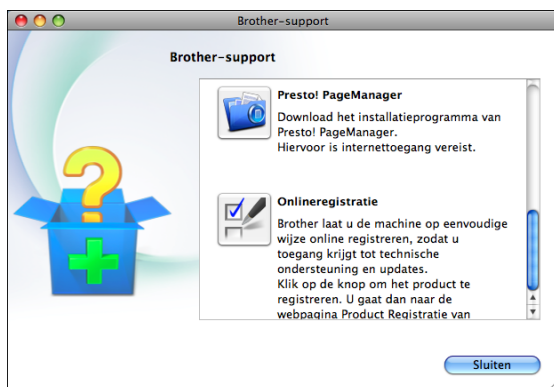 Brother-support
Brother-support
Presto! PageManager
Download het installatieprogramma van
Presto! PageManager.
Hiervoor is internettoegang vereist.
Onlineregistratie
Brother laat u de machine op eenvoudige
wijze online registreren, zodat u
toegang krijgt tot technische
ondersteuning en updates.
Klik op de knop om het product te
registreren. U gaat dan naar de
webpagina Product Registratie van
Sluiten